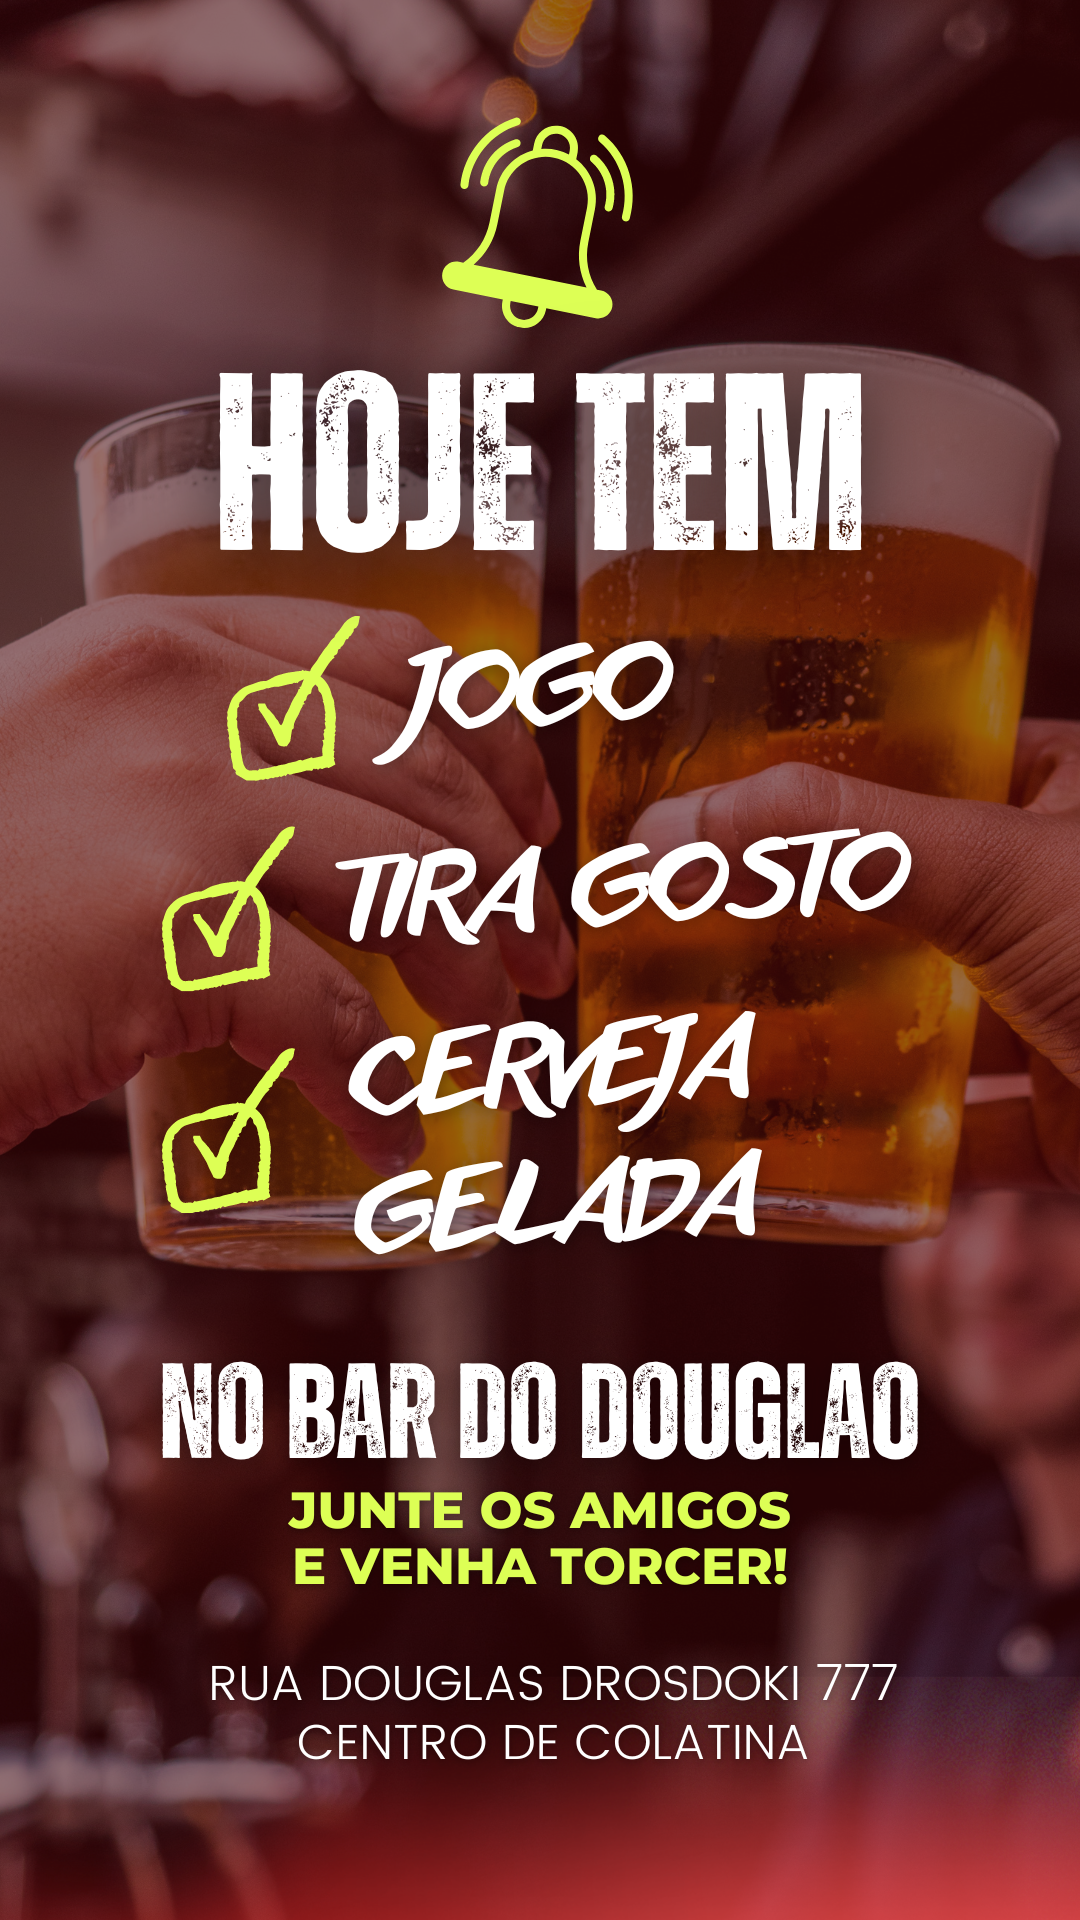 HOJE TEM
JOGO
TIRA GOSTO
CERVEJA
GELADA
NO BAR DO DOUGLAO
JUNTE OS AMIGOS
E VENHA TORCER!
RUA DOUGLAS DROSDOKI 777
CENTRO DE COLATINA